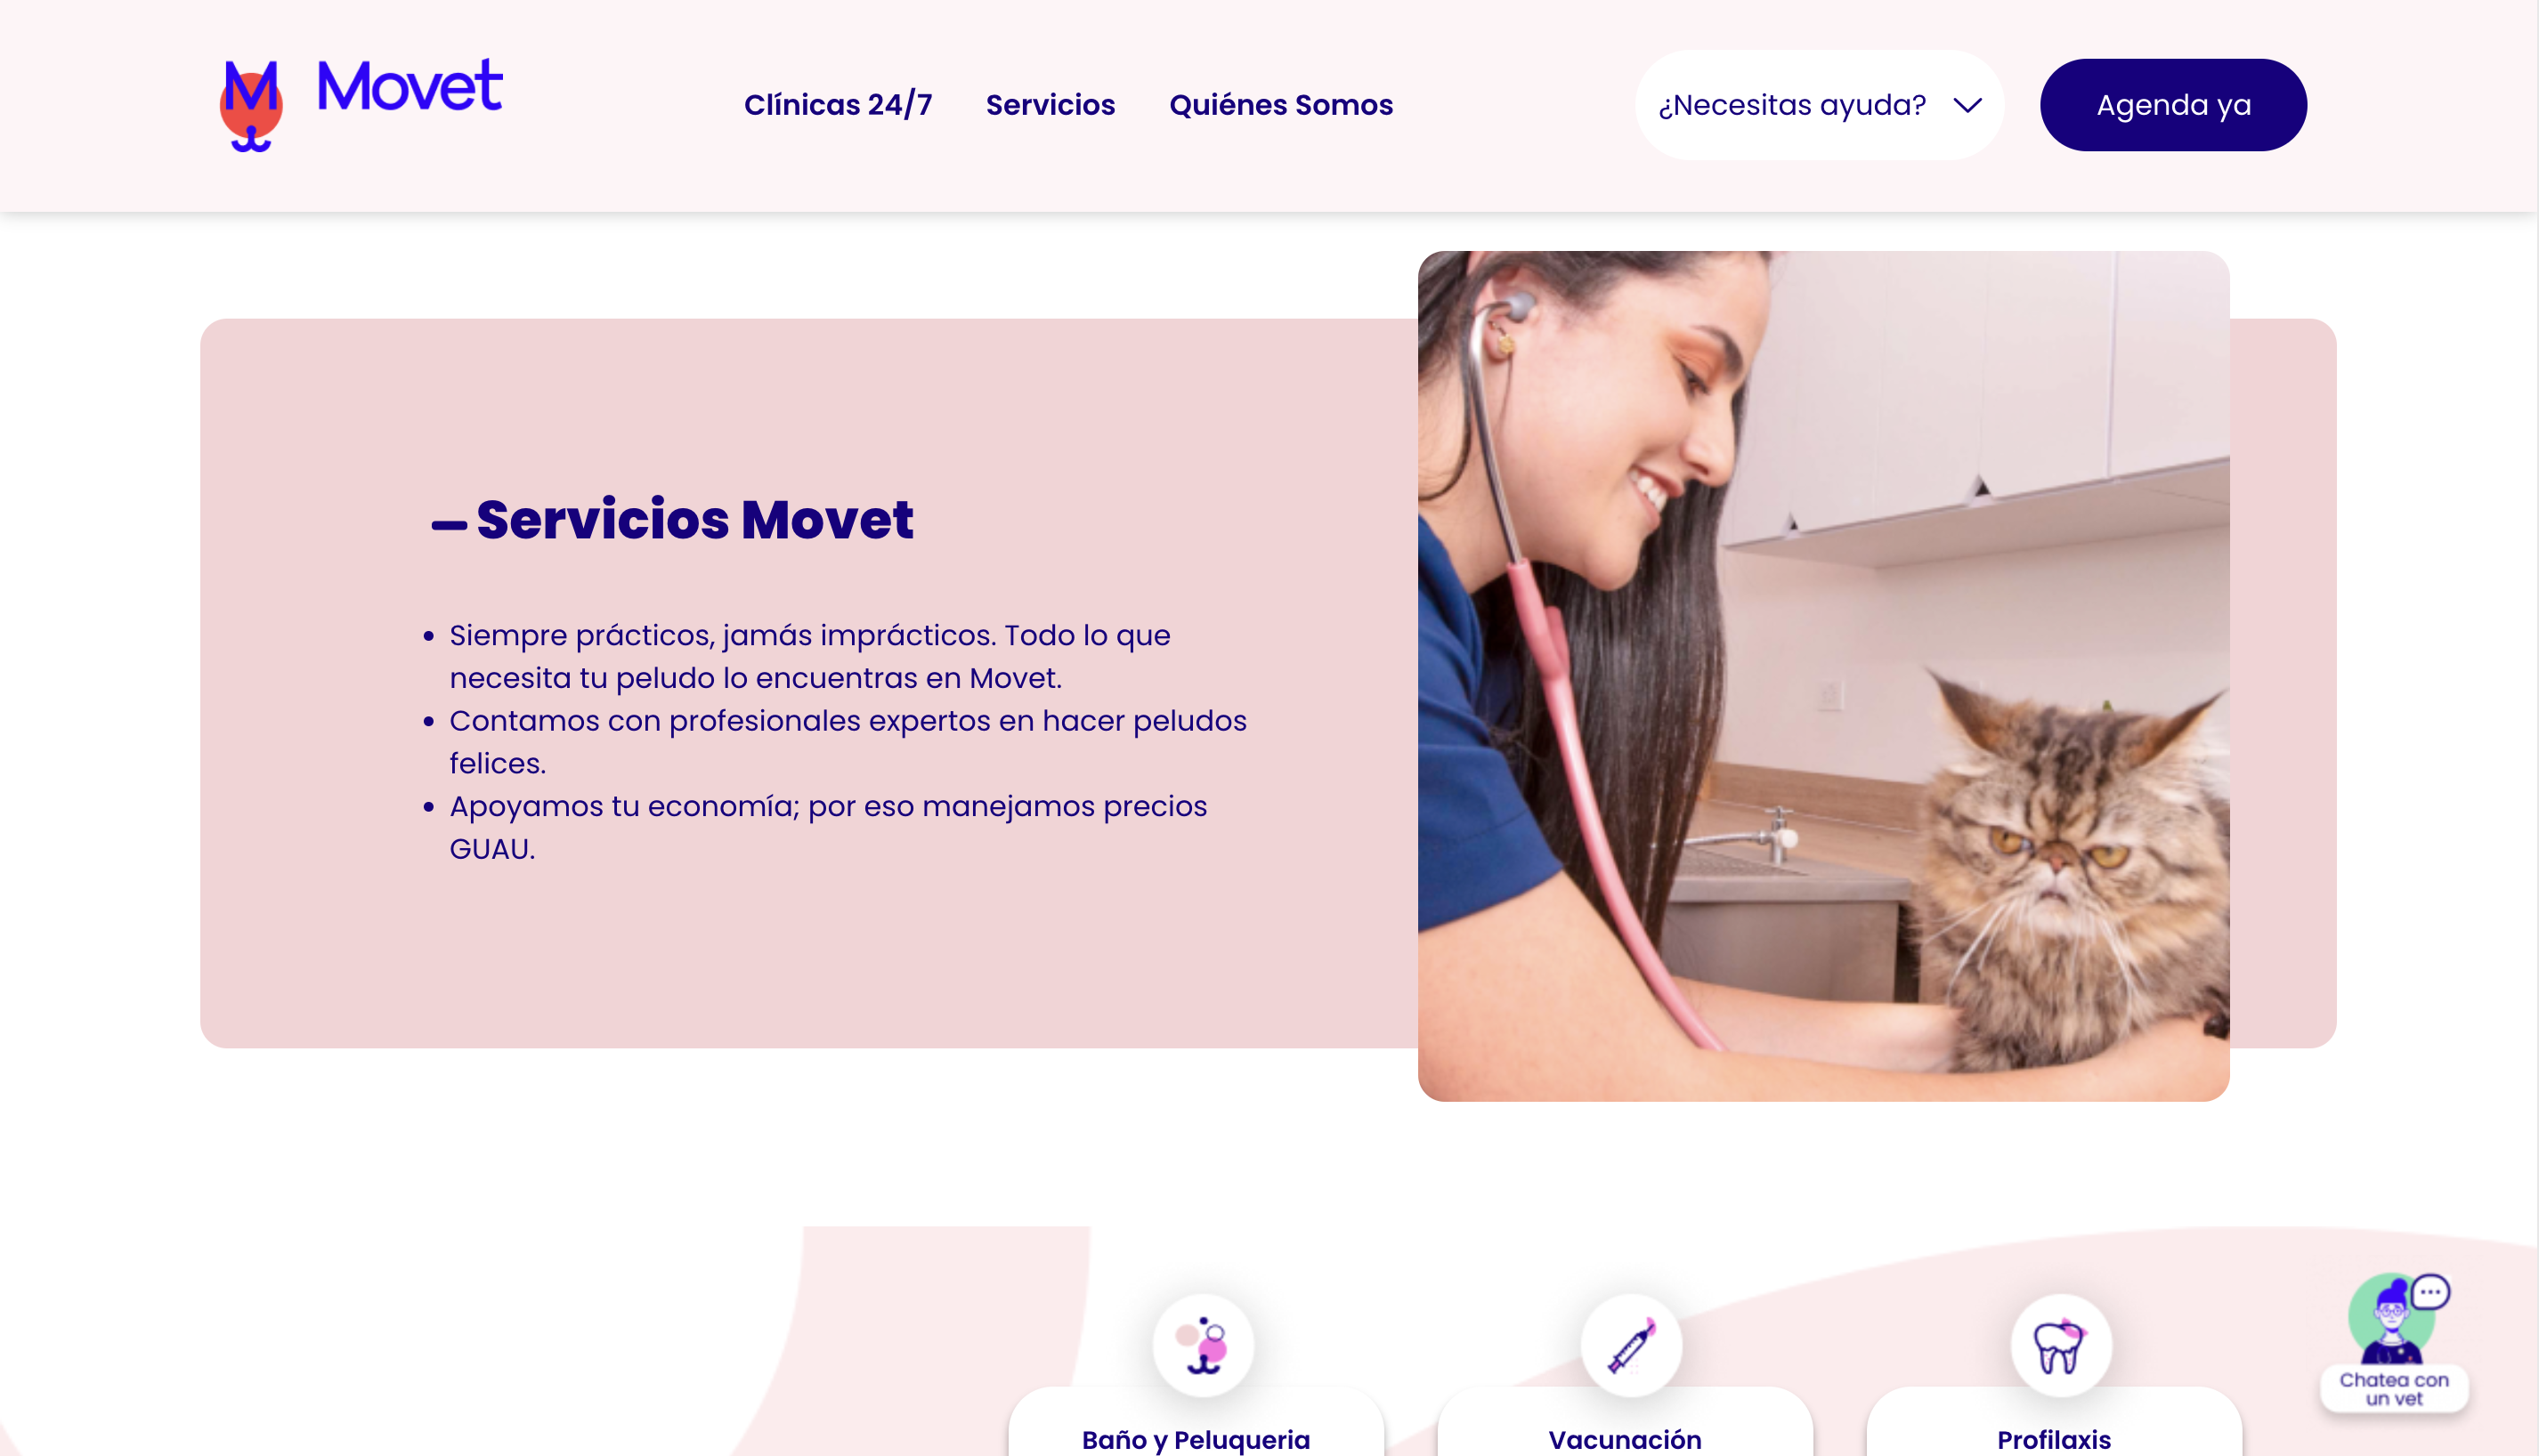 Movet
Clínicas 24/7
Servicios
Quiénes Somos
¿Necesitas ayuda?
Agenda ya
Servicios Movet
• Siempre prácticos, jamás imprácticos. Todo lo que
necesita tu peludo lo encuentras en Movet.
• Contamos con profesionales expertos en hacer peludos
felices.
• Apoyamos tu economía; por eso manejamos precios
GUAU.
Baño y Peluqueria
Vacunación
Profilaxis
Chatea con
un vet